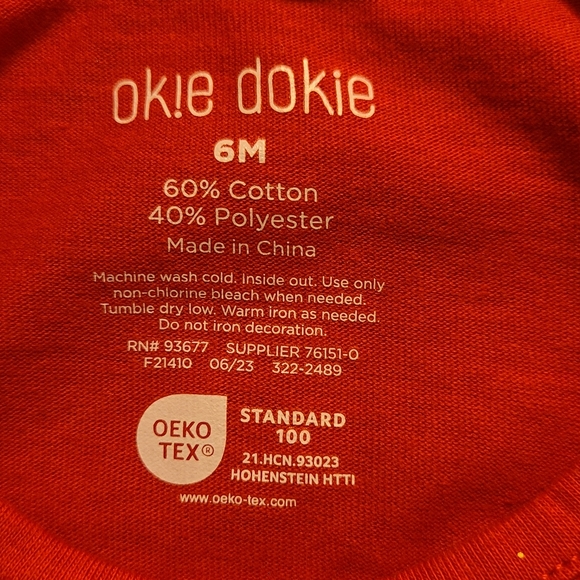 ok!e dokie
6M
60% Cotton
40% Polyester
Made in China
Machine wash cold. Inside out. Use only
non-chlorine bleach when needed.
Tumble dry low. Warm iron as needed.
Do not iron decoration.
RN# 93677 SUPPLIER 76151-0
F21410 06/23 322-2489
OEKO
TEX®
STANDARD
100
21.HCN.93023
HOHENSTEIN HTTI
www.oeko-tex.com